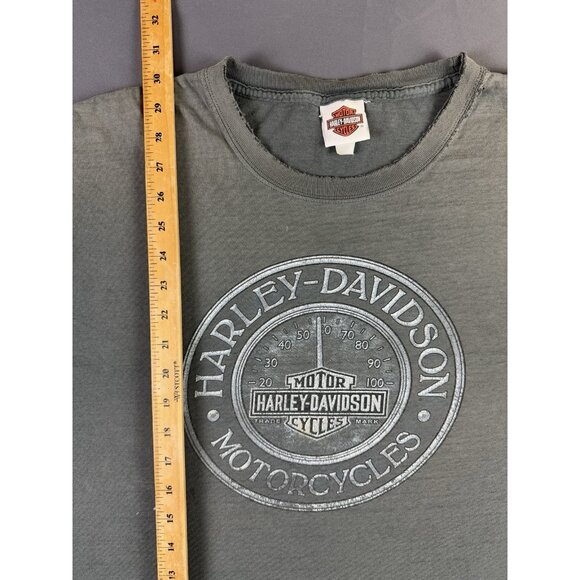 32
31
30
29
28
27
26
25
24
23
22
21
20
19
18
17
16
15
14
13
WESTCOTT
MOTOR
HARLEY-DAVIDSON
CYCLES
HARLEY-DAVIDSON
20 30 40 50 60 70 80 90 100
MOTOR
HARLEY-DAVIDSON
CYCLES
TRADE MARK
MOTORCYCLES